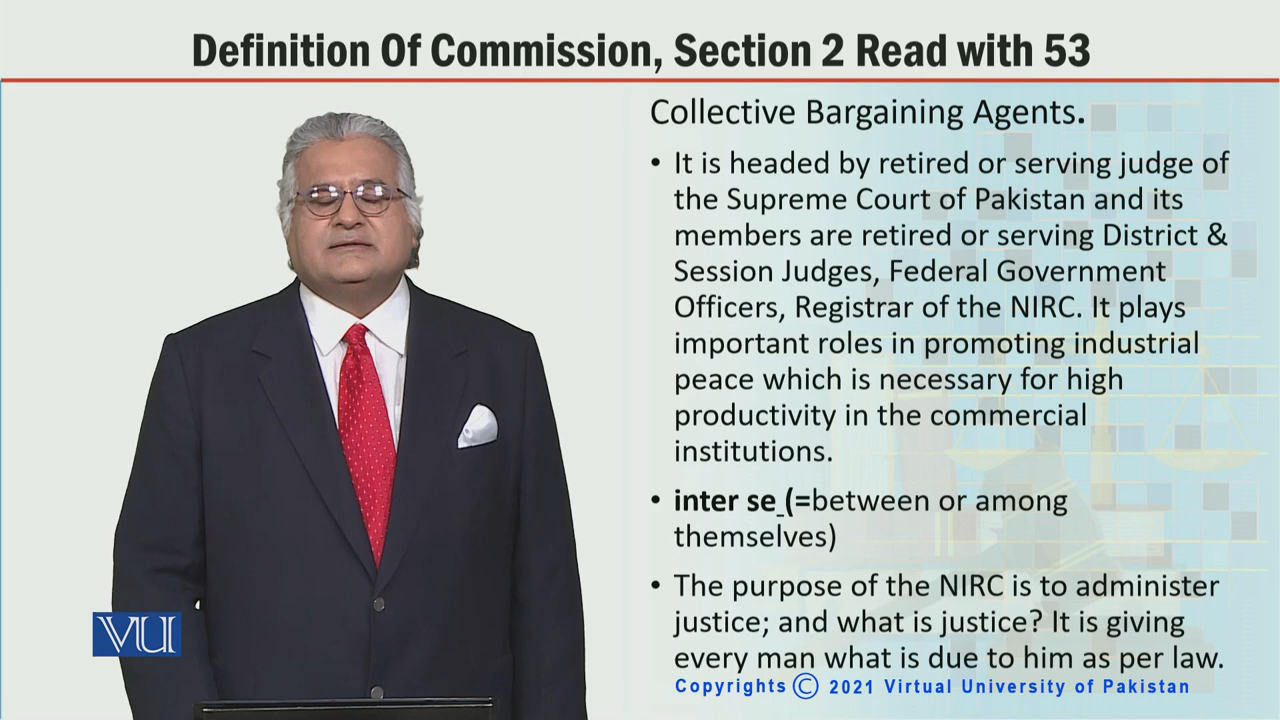 Definition Of Commission, Section 2 Read with 53
Collective Bargaining Agents.
• It is headed by retired or serving judge of
the Supreme Court of Pakistan and its
members are retired or serving District &
Session Judges, Federal Government
Officers, Registrar of the NIRC. It plays
important roles in promoting industrial
peace which is necessary for high
productivity in the commercial
institutions.
• inter se (=between or among
themselves)
• The purpose of the NIRC is to administer
justice; and what is justice? It is giving
every man what is due to him as per law.
VU
Copyrights © 2021 Virtual University of Pakistan